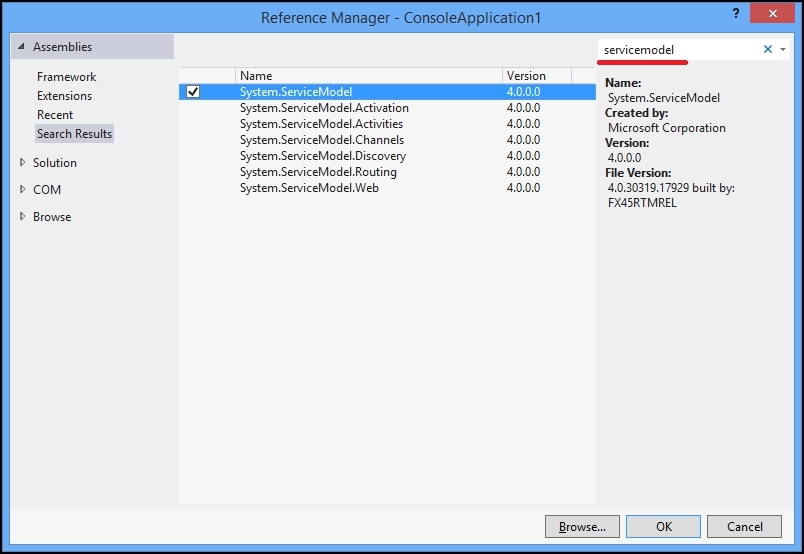 Reference Manager - ConsoleApplication1
?
Assemblies
Framework
Extensions
Recent
Search Results
Solution
COM
Browse
Name Version
System.ServiceModel 4.0.0.0
System.ServiceModel.Activation 4.0.0.0
System.ServiceModel.Activities 4.0.0.0
System.ServiceModel.Channels 4.0.0.0
System.ServiceModel.Discovery 4.0.0.0
System.ServiceModel.Routing 4.0.0.0
System.ServiceModel.Web 4.0.0.0
servicemodel
Name:
System.ServiceModel
Created by:
Microsoft Corporation
Version:
4.0.0.0
File Version:
4.0.30319.17929 built by:
FX45RTMREL
Browse... OK Cancel